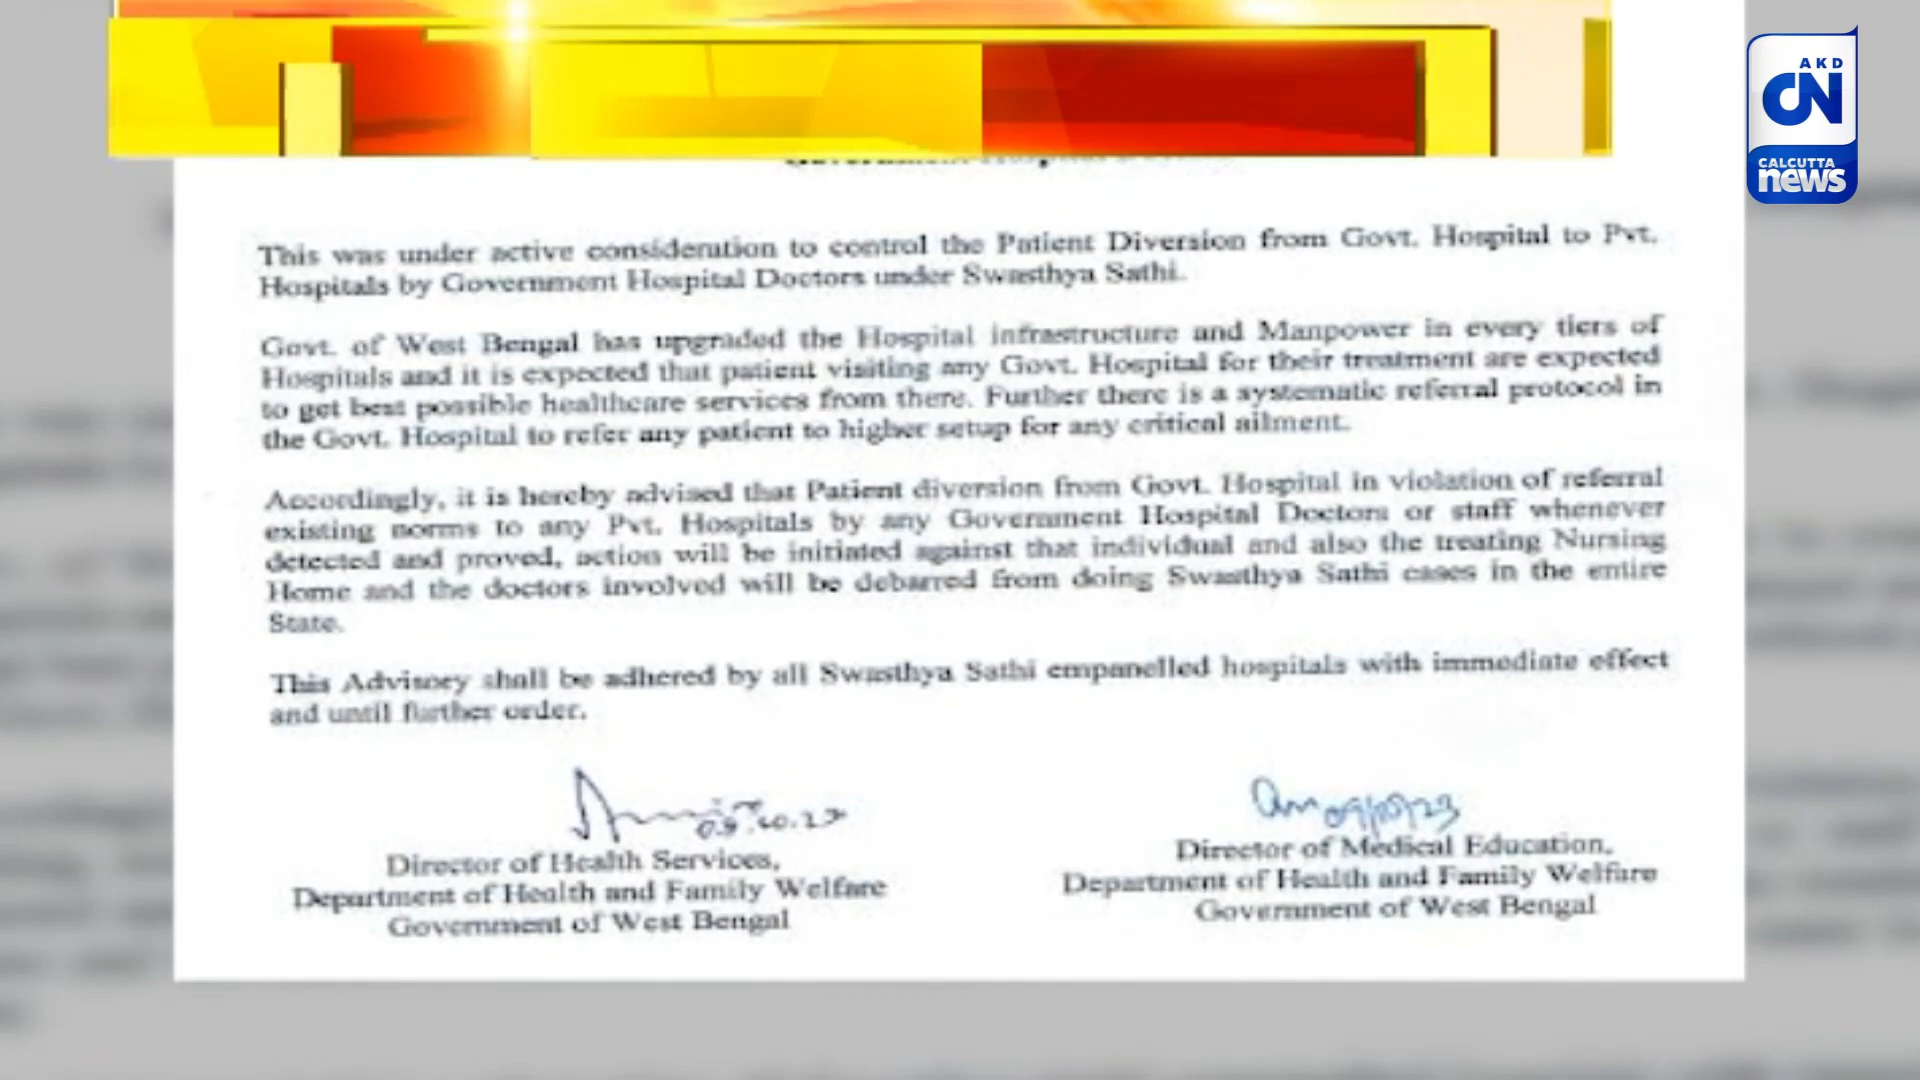 AKD
CN
CALCUTTA
news
This was under active consideration to control the Patient Diversion from Govt. Hospital to Pvt.
Hospitals by Government Hospital Doctors under Swasthya Sathi.
Govt. of West Bengal has upgraded the Hospital infrastructure and Manpower in every tiers of
Hospitals and it is expected that patient visiting any Govt. Hospital for their treatment are expected
to get best possible healthcare services from there. Further there is a systematic referral protocol in
the Govt. Hospital to refer any patient to higher setup for any critical ailment.
Accordingly, it is hereby advised that Patient diversion from Govt. Hospital in violation of referral
existing norms to any Pvt. Hospitals by any Government Hospital Doctors or staff whenever
detected and proved, action will be initiated against that individual and also the treating Nursing
Home and the doctors involved will be debarred from doing Swasthya Sathi cases in the entire
State.
This Advisory shall be adhered by all Swasthya Sathi empanelled hospitals with immediate effect
and until further order.
09/10/23
Director of Health Services,
Department of Health and Family Welfare
Government of West Bengal
Director of Medical Education,
Department of Health and Family Welfare
Government of West Bengal